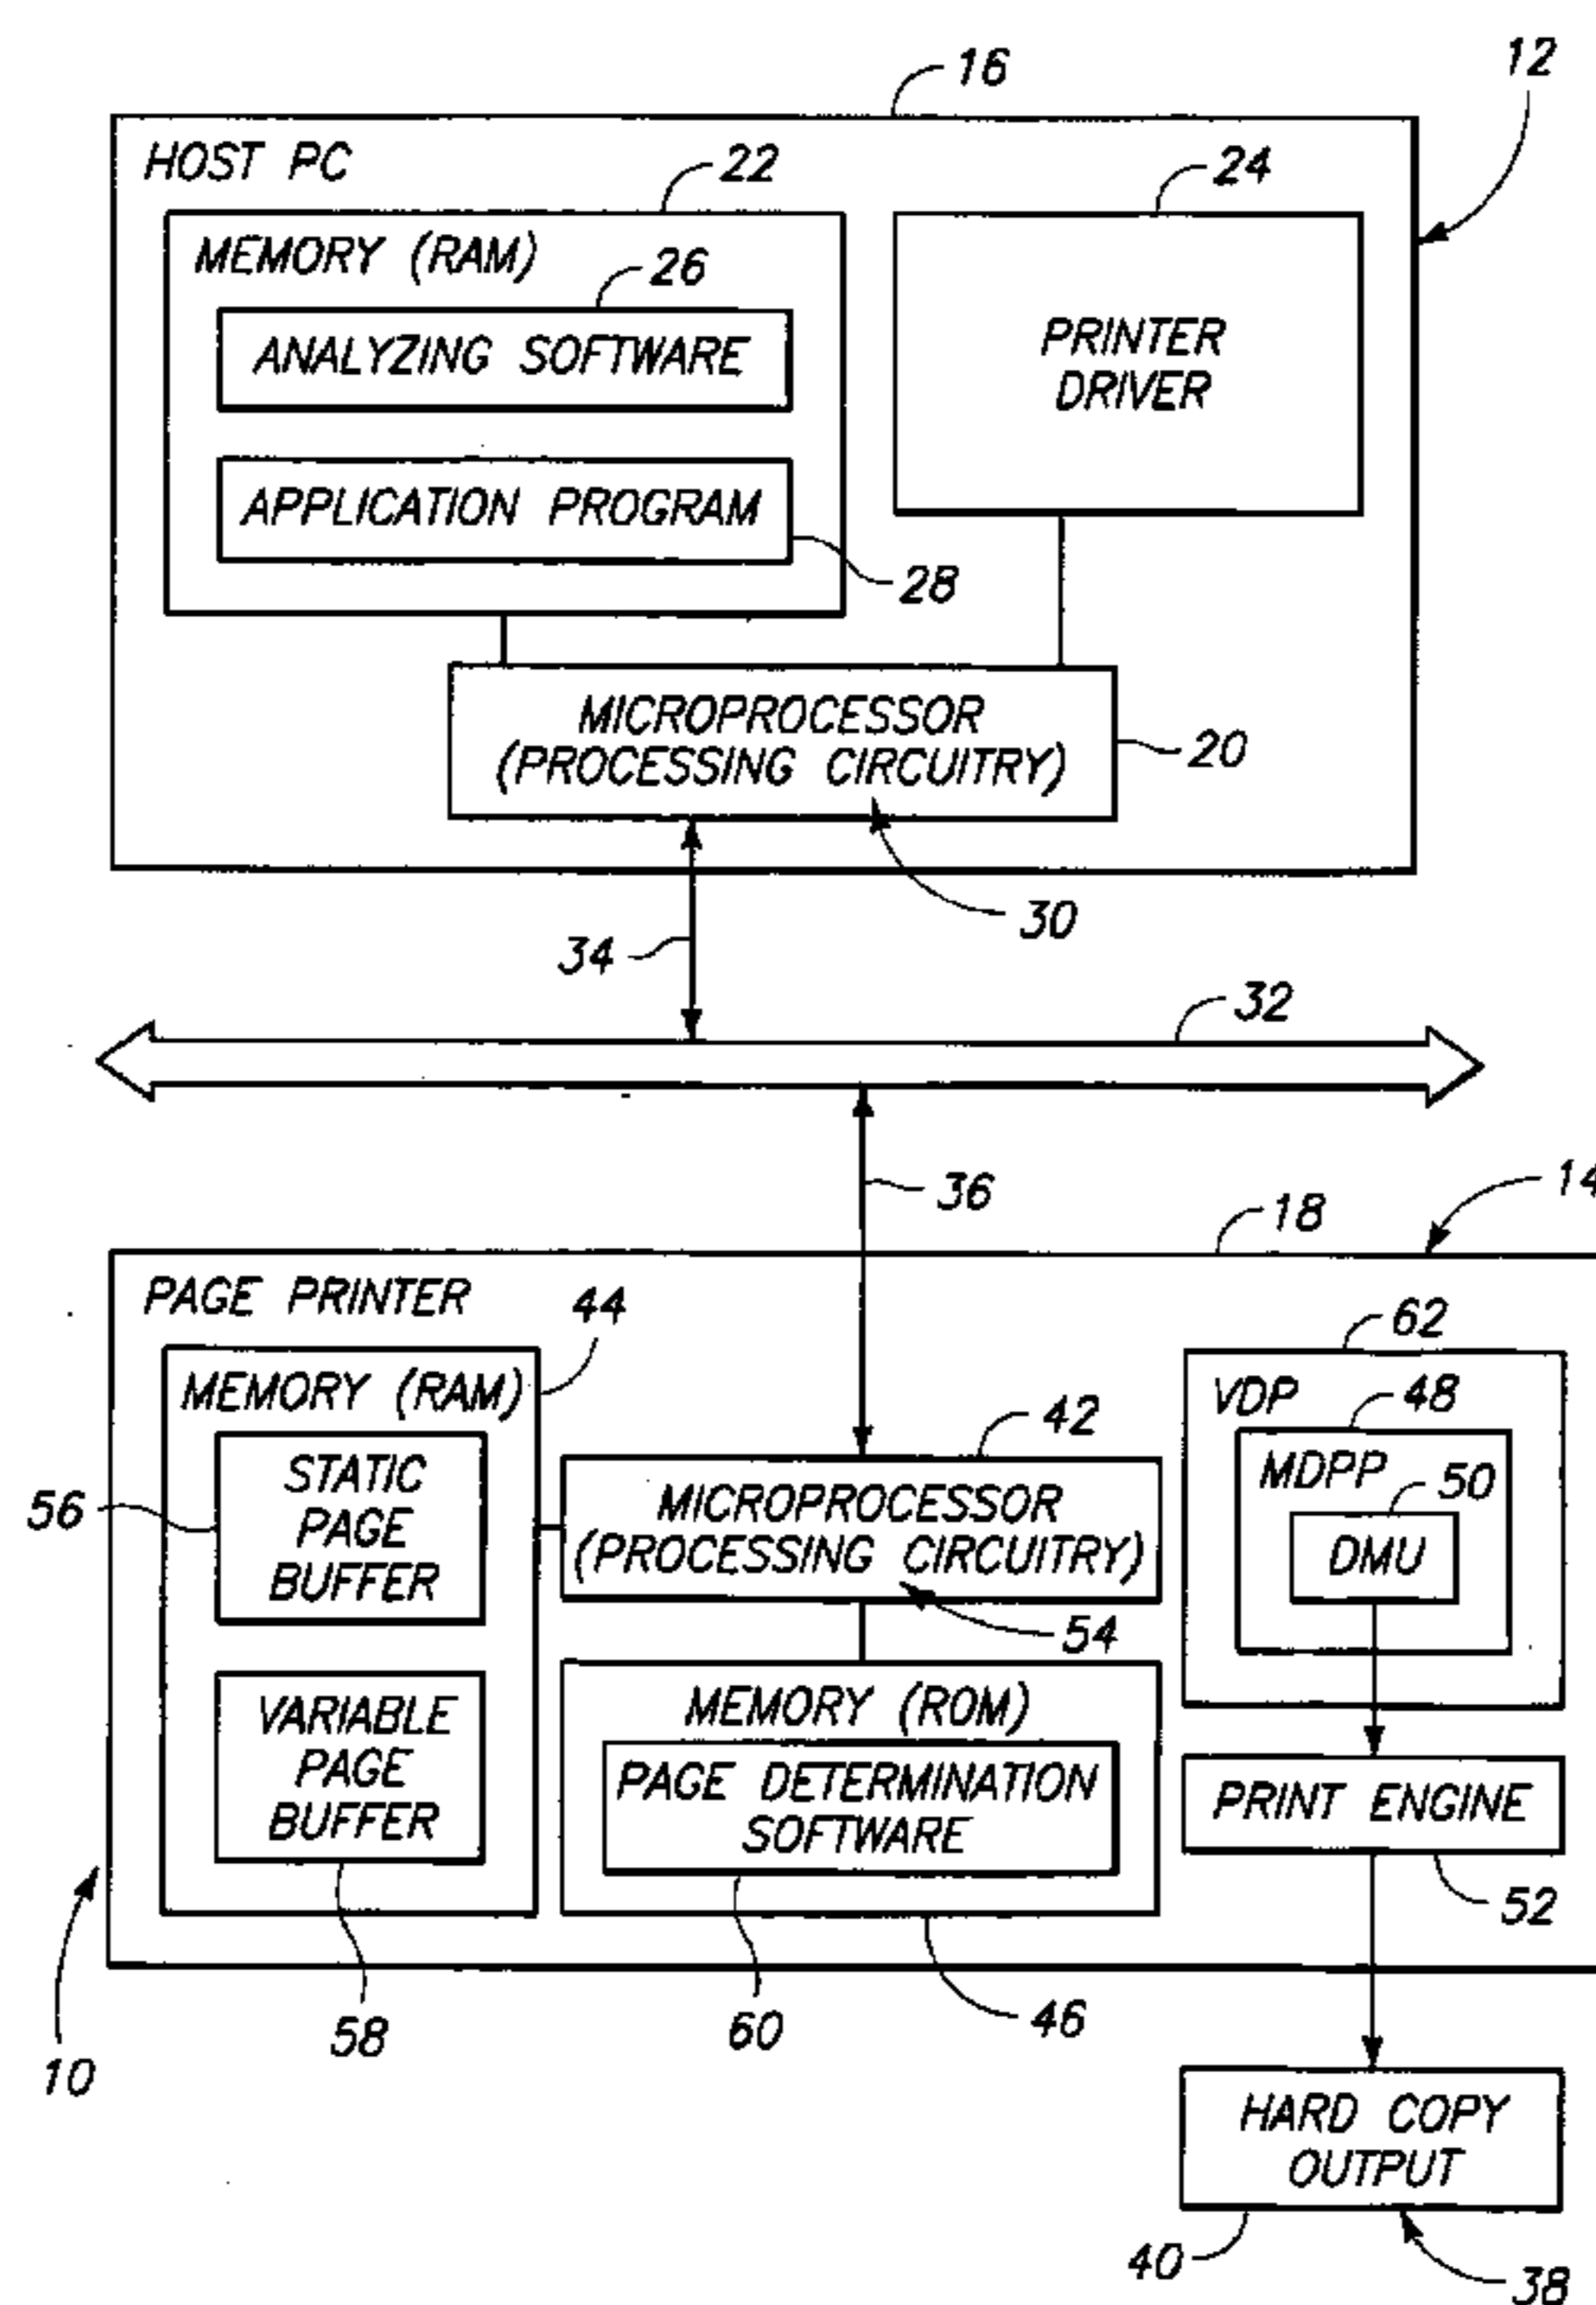 16
12
HOST PC
22
24
MEMORY (RAM)
26
ANALYZING SOFTWARE
PRINTER
DRIVER
APPLICATION PROGRAM
28
MICROPROCESSOR
(PROCESSING CIRCUITRY)
20
30
34
32
36
14
18
PAGE PRINTER
44
62
MEMORY (RAM)
VDP
48
42
STATIC
PAGE
BUFFER
56
MICROPROCESSOR
(PROCESSING CIRCUITRY)
MDPP
50
DMU
54
VARIABLE
PAGE
BUFFER
MEMORY (ROM)
PAGE DETERMINATION
SOFTWARE
PRINT ENGINE
52
10
58
60
46
HARD COPY
OUTPUT
40
38